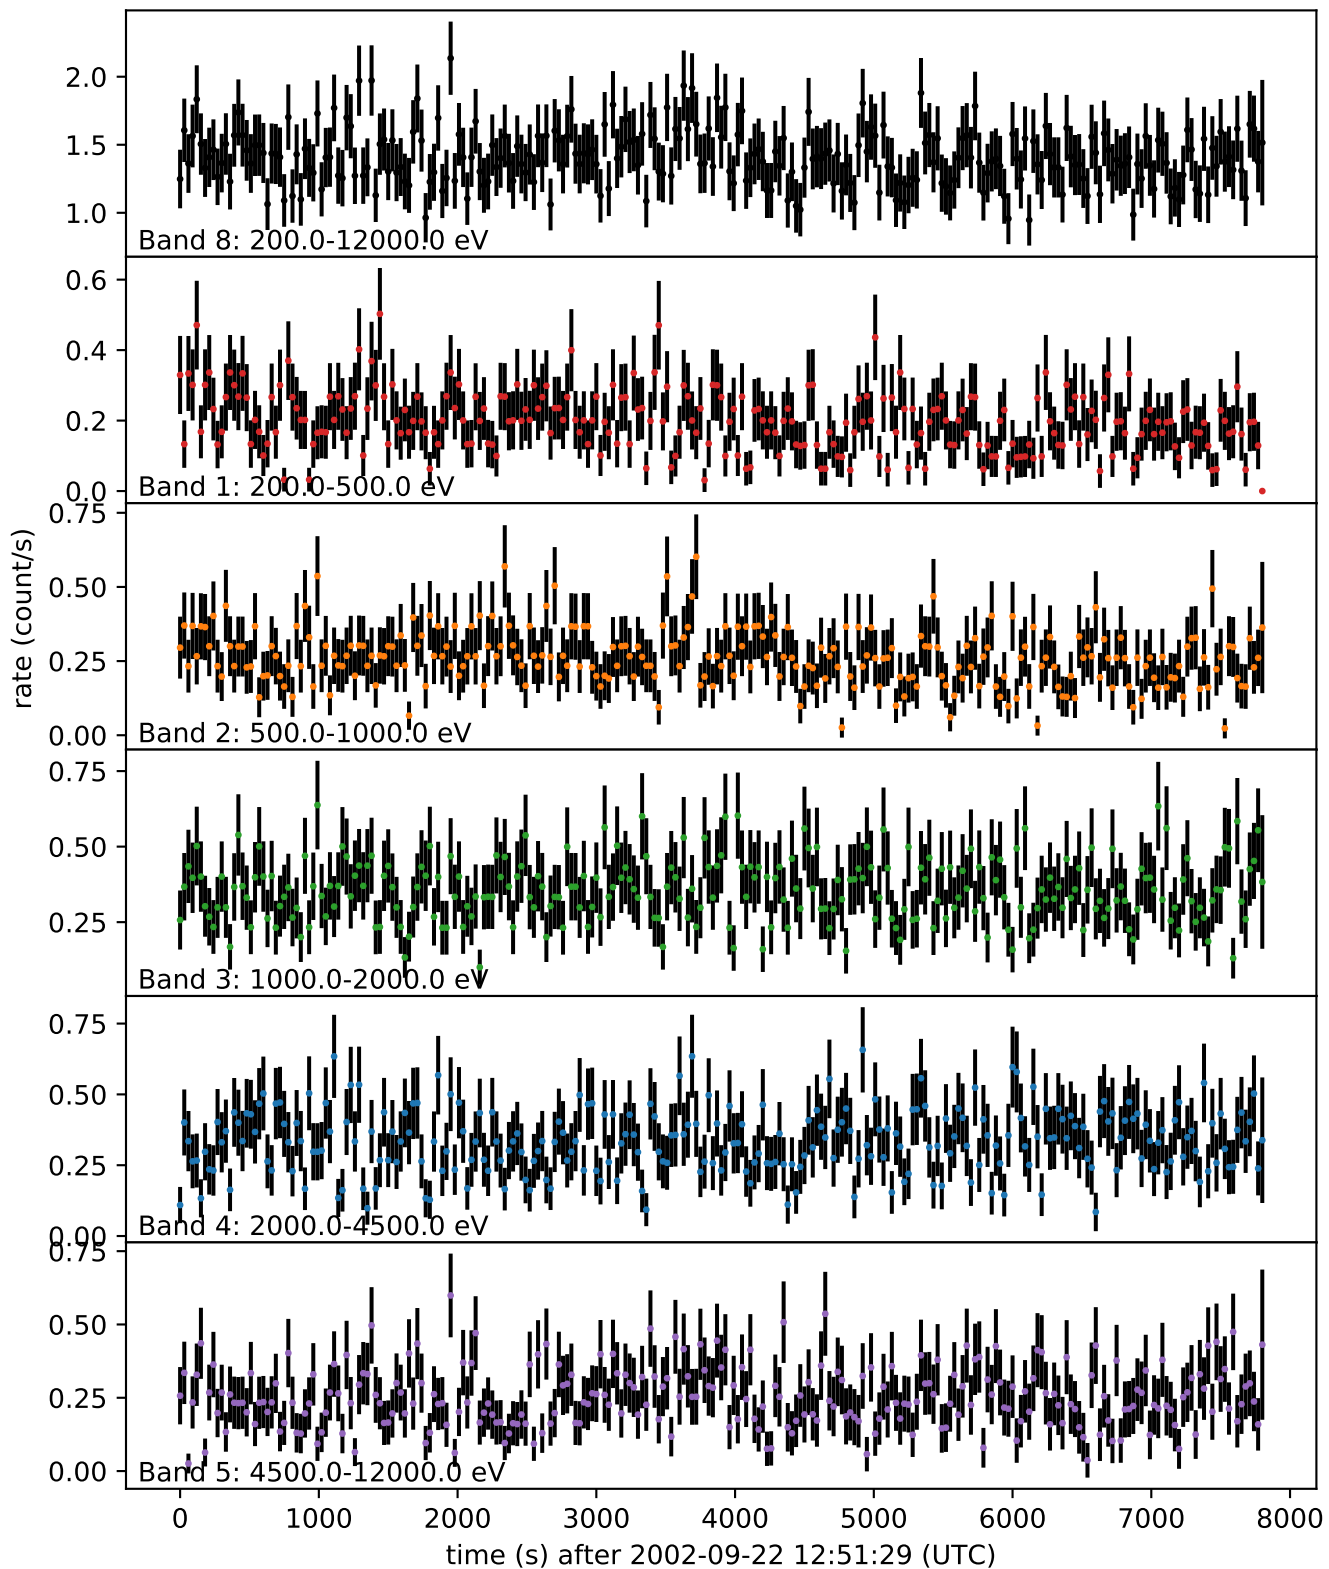 2.0
1.5
1.0
Band 8: 200.0-12000.0 eV
0.6
0.4
0.2
0.0
Band 1: 200.0-500.0 eV
rate (count/s)
0.75
0.50
0.25
0.00
Band 2: 500.0-1000.0 eV
0.75
0.50
0.25
Band 3: 1000.0-2000.0 eV
0.75
0.50
0.25
0.00
Band 4: 2000.0-4500.0 eV
0.75
0.50
0.25
0.00
Band 5: 4500.0-12000.0 eV
0 1000 2000 3000 4000 5000 6000 7000 8000
time (s) after 2002-09-22 12:51:29 (UTC)